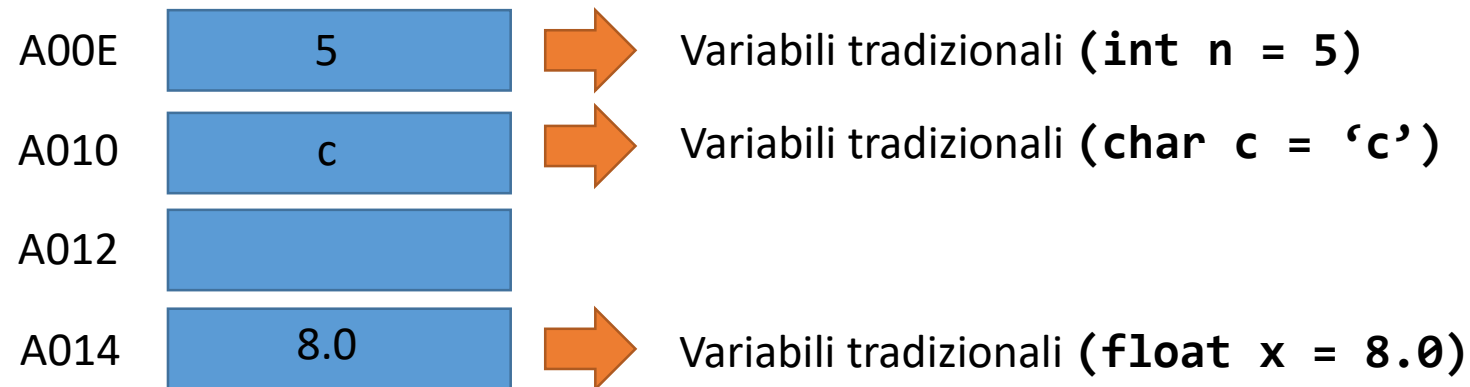 A00E 5 Variabili tradizionali (int n = 5)
A010 c Variabili tradizionali (char c = ‘c’)
A012
A014 8.0 Variabili tradizionali (float x = 8.0)